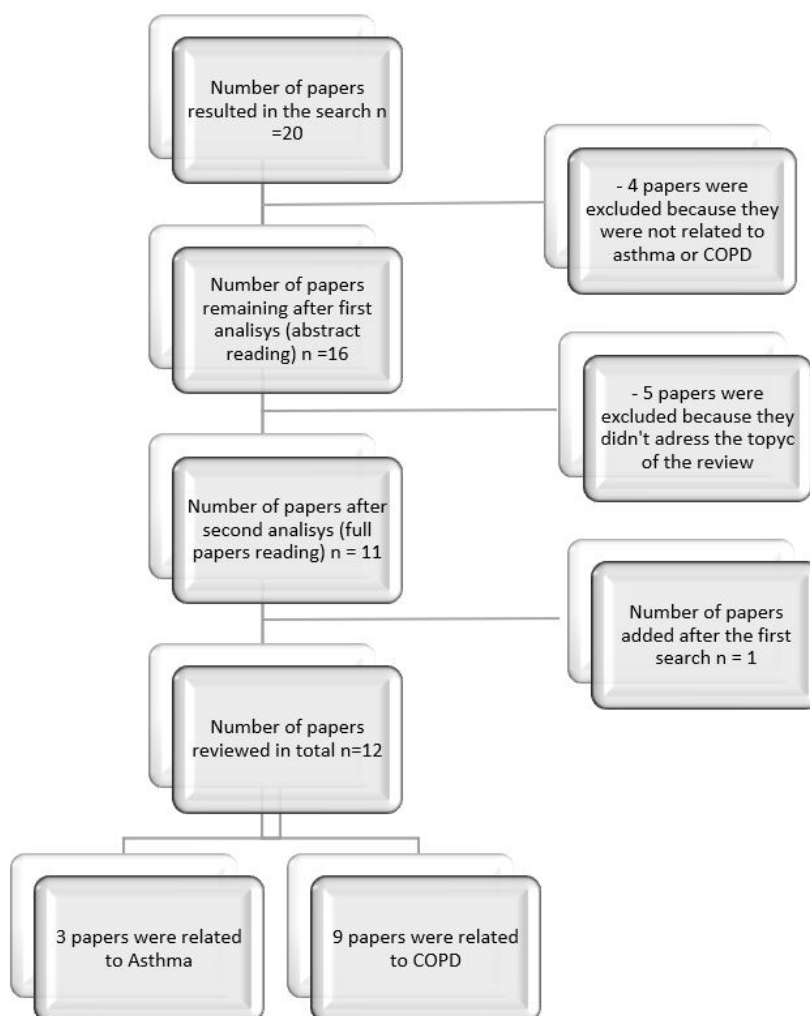 Number of papers
resulted in the search n
=20
- 4 papers were
excluded because they
were not related to
asthma or COPD
Number of papers
remaining after first
analisys (abstract
reading) n =16
- 5 papers were
excluded because they
didn't adress the topyc
of the review
Number of papers after
second analisys (full
papers reading) n = 11
Number of papers
added after the first
search n = 1
Number of papers
reviewed in total n=12
3 papers were related
to Asthma
9 papers were related
to COPD